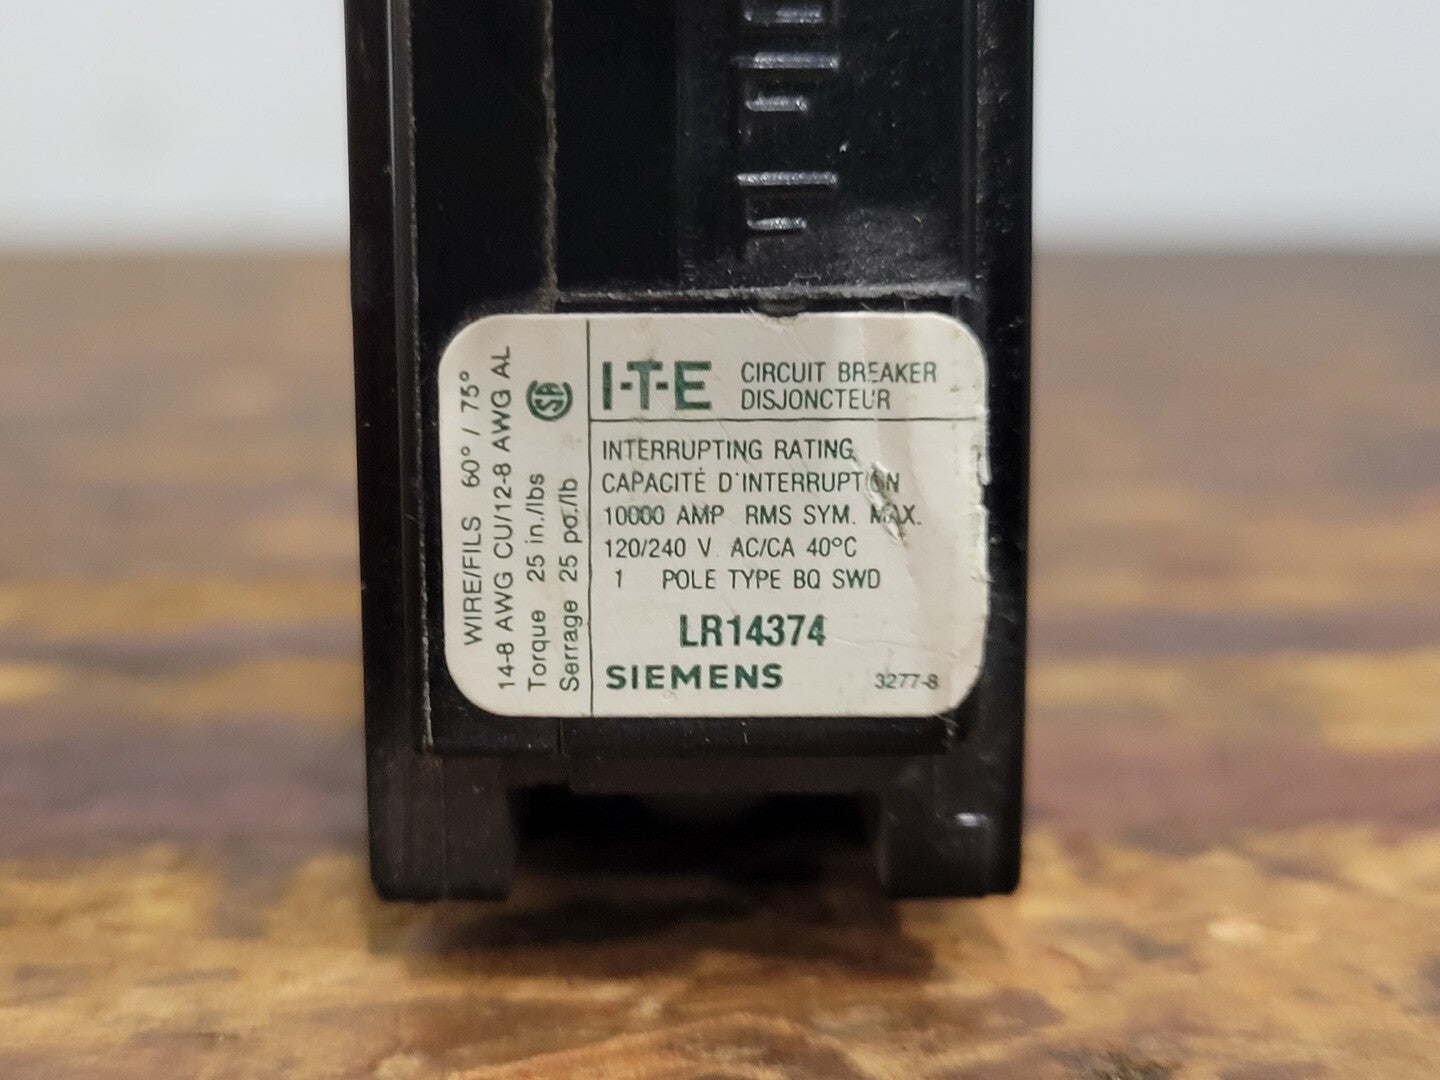 WIRE/FILS 60° / 75°
14-8 AWG CU/12-8 AWG AL
Torque 25 in./lbs
Serrage 25 po./lb
I-T-E
CIRCUIT BREAKER
DISJONCTEUR
INTERRUPTING RATING
CAPACITÉ D'INTERRUPTION
10000 AMP RMS SYM. MAX.
120/240 V. AC/CA 40°C
1 POLE TYPE BQ SWD
LR14374
SIEMENS
3277-8